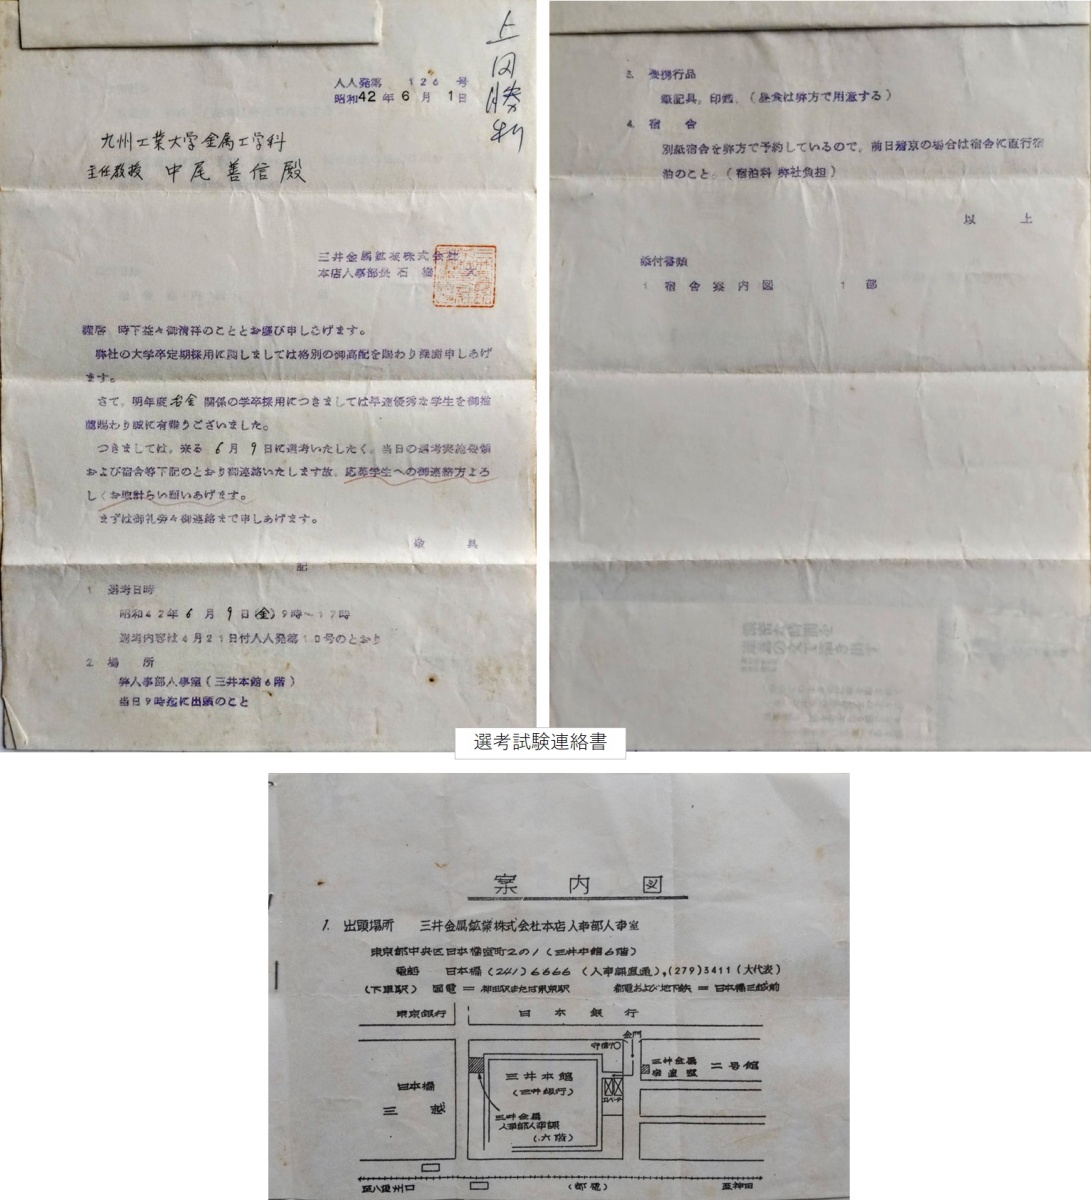 上田勝利
人人発第 126 号
昭和42年 6月 1日
九州工業大学金属工学科
主任教授 中尾善信殿
三井金属鉱業株式会社
本店人事部長 石
謹啓 時下益々御清祥のこととお慶び申しあげます。
弊社の大学卒定期採用に関しましては格別の御高配を賜わり深謝申しあげ
ます。
さて、明年度冶金関係の学卒採用につきましては早速優秀な学生を御推
薦賜わり誠に有難うございました。
つきましては、来る 6月 9日に選考いたしたく、当日の選考実施要領
および宿舎等下記のとおり御連絡いたします故、応募学生への御連絡方よろ
しくお取計らい願いあげます。
まずは御礼旁々御連絡まで申しあげます。
敬 具
記
1 選考日時
昭和42年 6月 9日(金)9時~17時
選考内容は4月21日付人人発第10号のとおり
2 場 所
弊人事部人事室(三井本館6階)
当日9時迄に出頭のこと
3. 携行品
筆記具、印鑑、(昼食は弊方で用意する)
4. 宿 舎
別紙宿舎を弊方で予約しているので、前日着京の場合は宿舎に直行宿
泊のこと。(宿泊料 弊社負担)
以 上
添付書類
1 宿舎案内図 1 部
選考試験連絡書
案 内 図
1. 出頭場所 三井金属鉱業株式会社本店人事部人事室
東京都中央区日本橋室町2の1(三井本館6階)
電話 日本橋(241)6666(人事課直通),(279)3411(大代表)
(下車駅) 国電=神田駅または東京駅 都電および地下鉄=日本橋三越前
東京銀行 日本銀行
金門
守衛
三井金属
宿直室
二号館
日本橋
三越
三井本館
(三井銀行)
三井金属
人事部人事課
(六階)
至八重州口 (都電) 至神田